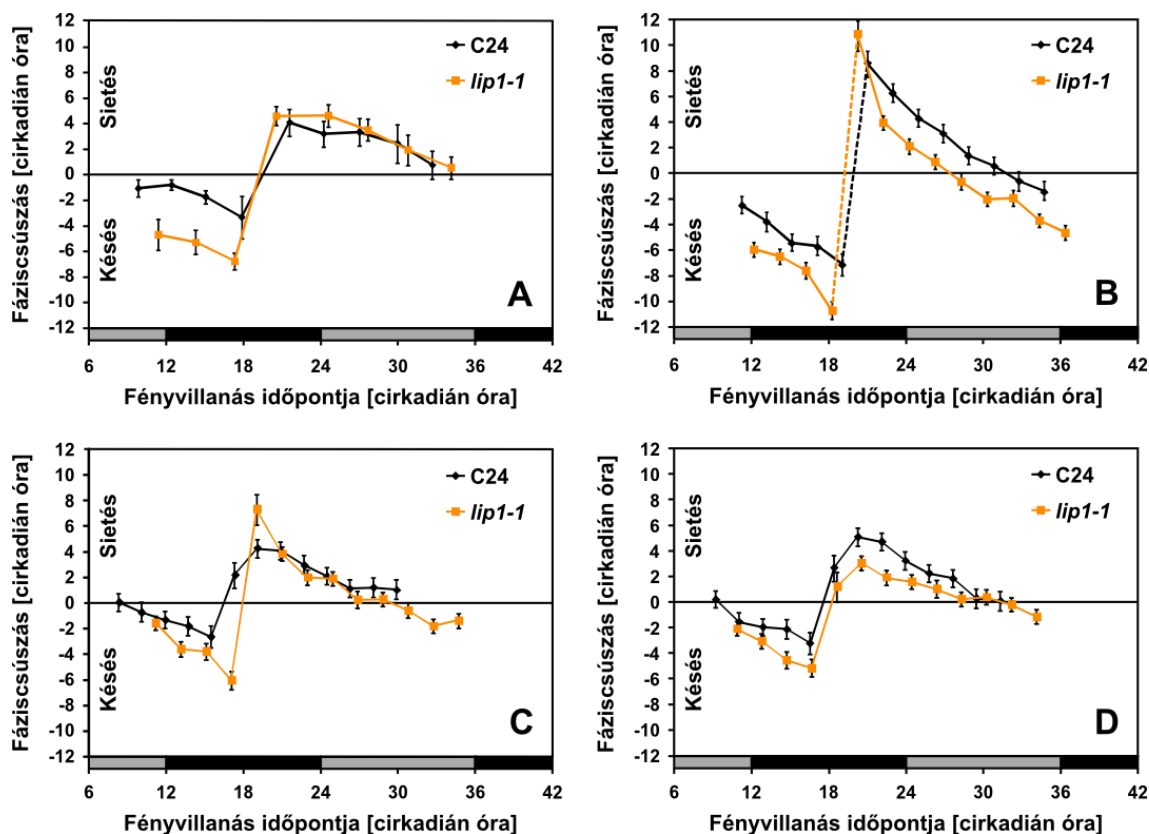 12
10
8
6
4
2
0
-2
-4
-6
-8
-10
-12
Fáziscsúszás [cirkadián óra]
Sietés
Késés
C24
lip1-1
A
6 12 18 24 30 36 42
Fényvillanás időpontja [cirkadián óra]
12
10
8
6
4
2
0
-2
-4
-6
-8
-10
-12
Fáziscsúszás [cirkadián óra]
Sietés
Késés
C24
lip1-1
B
6 12 18 24 30 36 42
Fényvillanás időpontja [cirkadián óra]
12
10
8
6
4
2
0
-2
-4
-6
-8
-10
-12
Fáziscsúszás [cirkadián óra]
Sietés
Késés
C24
lip1-1
C
6 12 18 24 30 36 42
Fényvillanás időpontja [cirkadián óra]
12
10
8
6
4
2
0
-2
-4
-6
-8
-10
-12
Fáziscsúszás [cirkadián óra]
Sietés
Késés
C24
lip1-1
D
6 12 18 24 30 36 42
Fényvillanás időpontja [cirkadián óra]